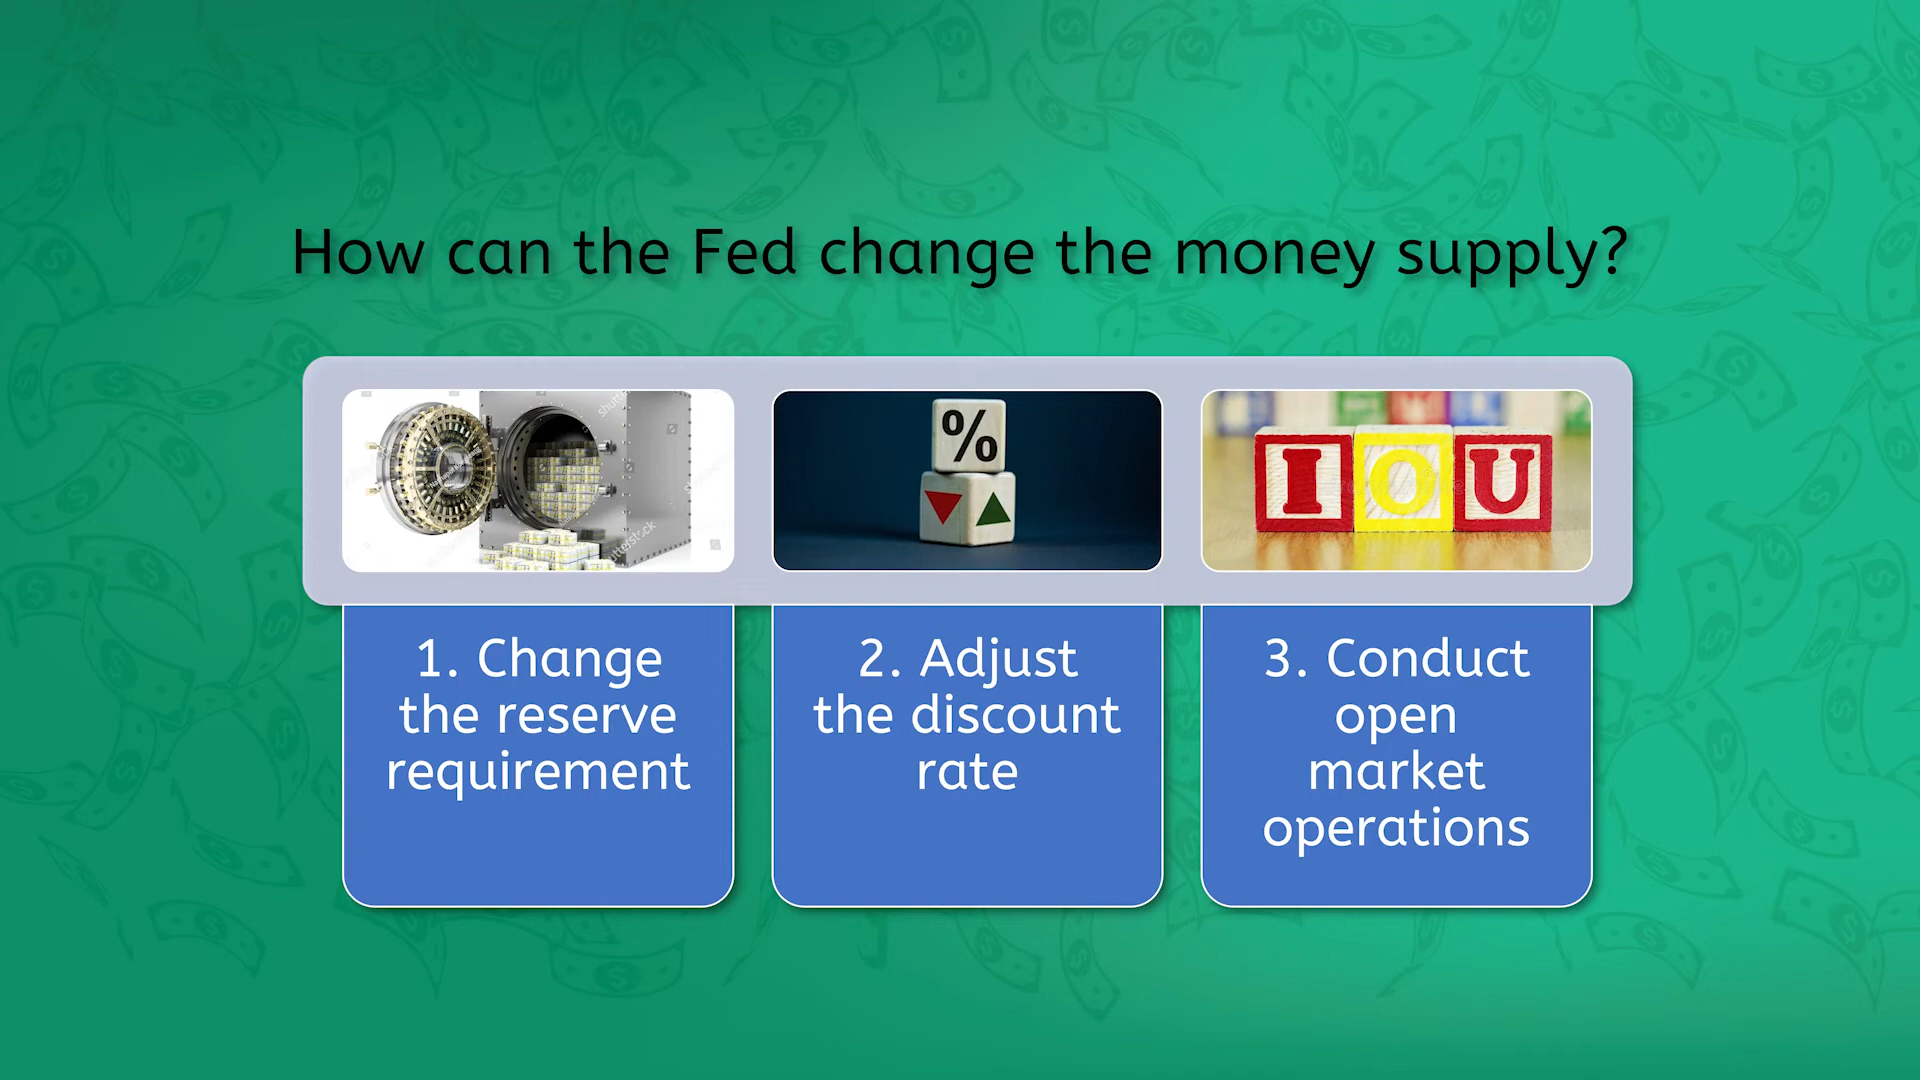 How can the Fed change the money supply?
%
I O U
1. Change
the reserve
requirement
2. Adjust
the discount
rate
3. Conduct
open
market
operations